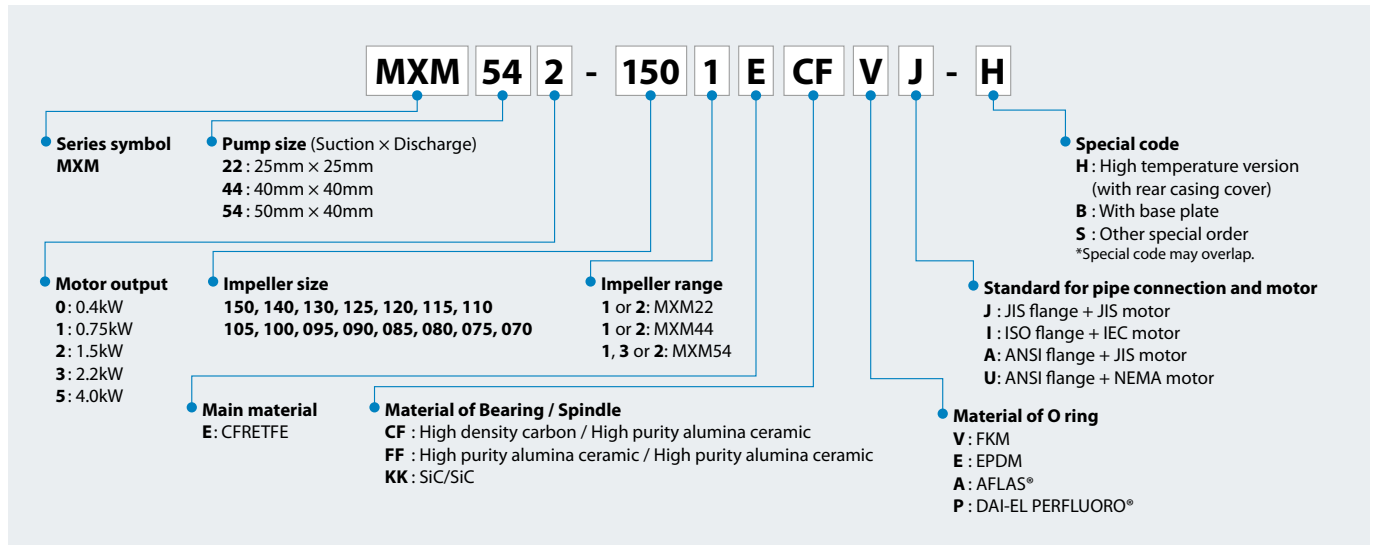 MXM 54 2 - 150 1 E CF V J - H
Series symbol
MXM
Pump size (Suction × Discharge)
22 : 25mm × 25mm
44 : 40mm × 40mm
54 : 50mm × 40mm
Special code
H : High temperature version
(with rear casing cover)
B : With base plate
S : Other special order
*Special code may overlap.
Motor output
0 : 0.4kW
1 : 0.75kW
2 : 1.5kW
3 : 2.2kW
5 : 4.0kW
Impeller size
150, 140, 130, 125, 120, 115, 110
105, 100, 095, 090, 085, 080, 075, 070
Impeller range
1 or 2: MXM22
1 or 2: MXM44
1, 3 or 2: MXM54
Standard for pipe connection and motor
J : JIS flange + JIS motor
I : ISO flange + IEC motor
A : ANSI flange + JIS motor
U: ANSI flange + NEMA motor
Main material
E: CFRETFE
Material of Bearing / Spindle
CF : High density carbon / High purity alumina ceramic
FF : High purity alumina ceramic / High purity alumina ceramic
KK : SiC/SiC
Material of O ring
V : FKM
E : EPDM
A : AFLAS®
P : DAI-EL PERFLUORO®